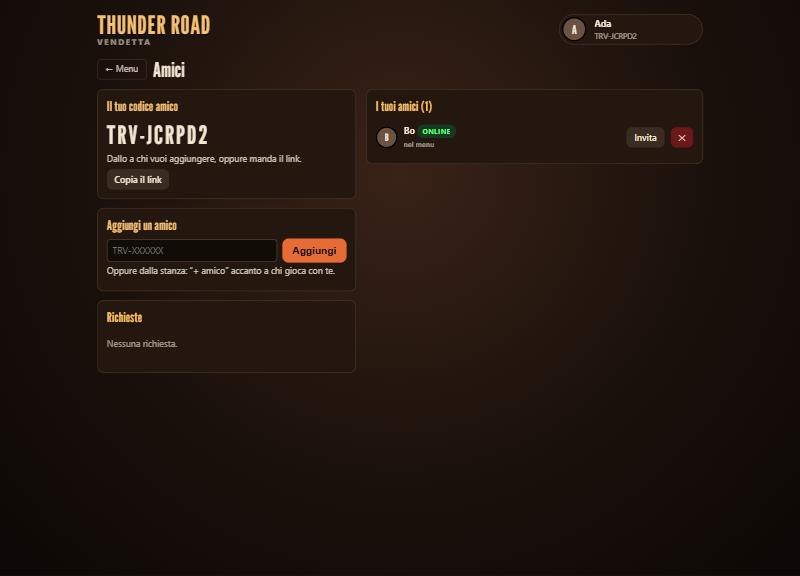 THUNDER ROAD
VENDETTA
A
Ada
TRV-JCRPD2
← Menu
Amici
Il tuo codice amico
TRV-JCRPD2
Dallo a chi vuoi aggiungere, oppure manda il link.
Copia il link
Aggiungi un amico
TRV-XXXXXX
Aggiungi
Oppure dalla stanza: “+ amico” accanto a chi gioca con te.
Richieste
Nessuna richiesta.
I tuoi amici (1)
B
Bo ONLINE
nel menu
Invita
✕